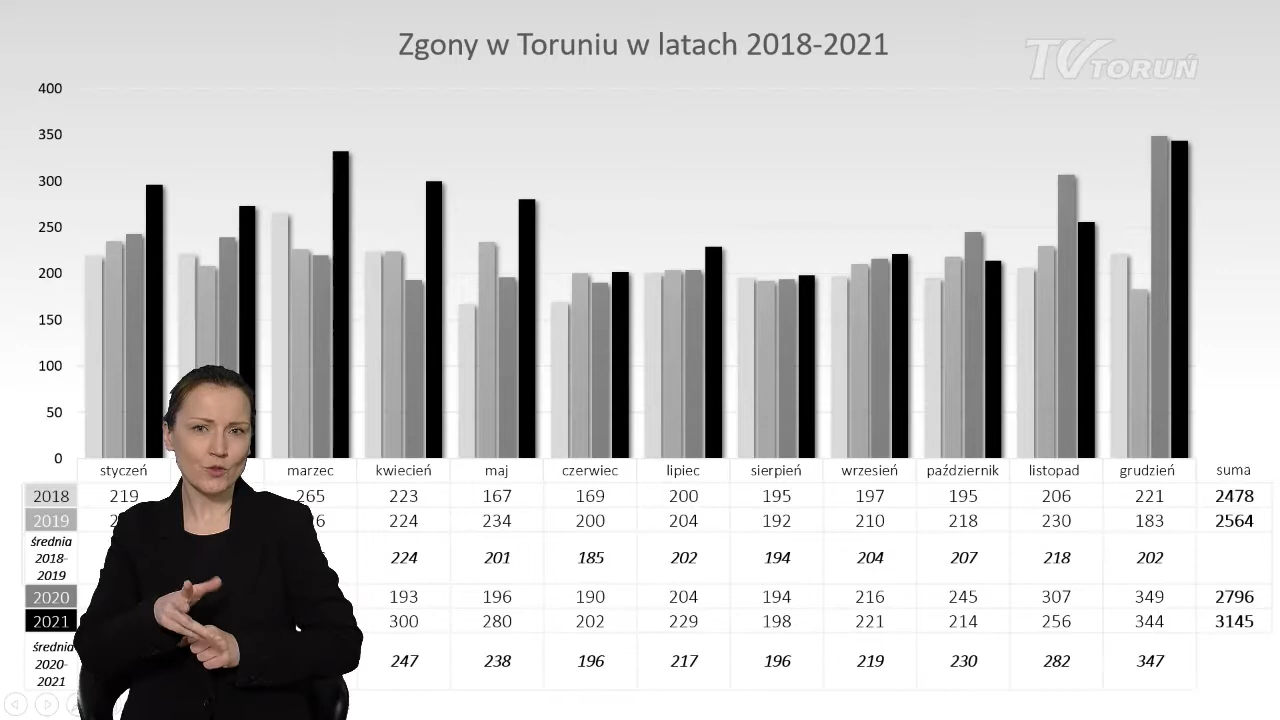 Zgony w Toruniu w latach 2018-2021
TV TORUŃ
400
350
300
250
200
150
100
50
0
styczeń marzec kwiecień maj czerwiec lipiec sierpień wrzesień październik listopad grudzień suma
2018 219 265 223 167 169 200 195 197 195 206 221 2478
2019 224 234 200 204 192 210 218 230 183 2564
średnia
2018- 224 201 185 202 194 204 207 218 202
2019
2020 193 196 190 204 194 216 245 307 349 2796
2021 300 280 202 229 198 221 214 256 344 3145
średnia
2020- 247 238 196 217 196 219 230 282 347
2021